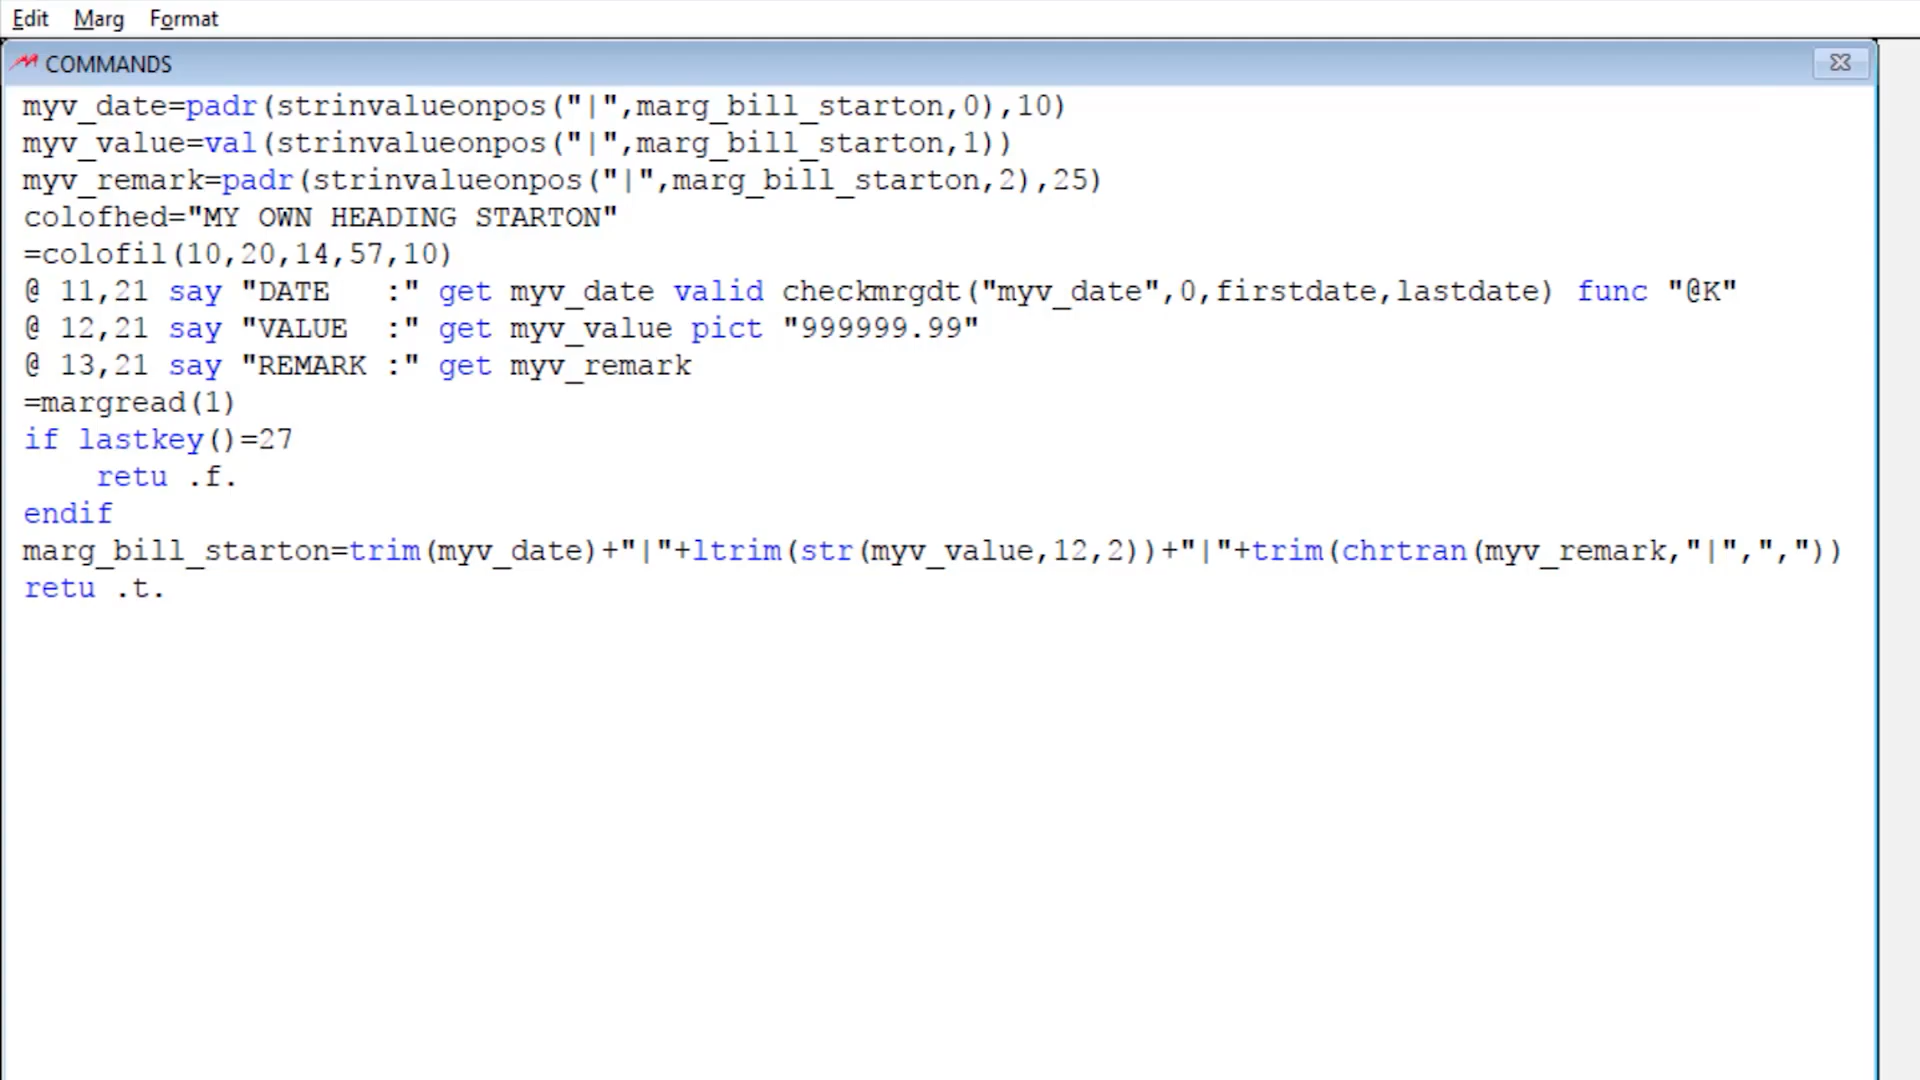 Edit Marg Format
COMMANDS
myv_date=padr(strinvalueonpos("|",marg_bill_starton,0),10)
myv_value=val(strinvalueonpos("|",marg_bill_starton,1))
myv_remark=padr(strinvalueonpos("|",marg_bill_starton,2),25)
colofhed="MY OWN HEADING STARTON"
=colofil(10,20,14,57,10)
@ 11,21 say "DATE   :" get myv_date valid checkmrgdt("myv_date",0,firstdate,lastdate) func "@K"
@ 12,21 say "VALUE  :" get myv_value pict "999999.99"
@ 13,21 say "REMARK :" get myv_remark
=margread(1)
if lastkey()=27
    retu .f.
endif
marg_bill_starton=trim(myv_date)+"|"+ltrim(str(myv_value,12,2))+"|"+trim(chrtran(myv_remark,"|",","))
retu .t.